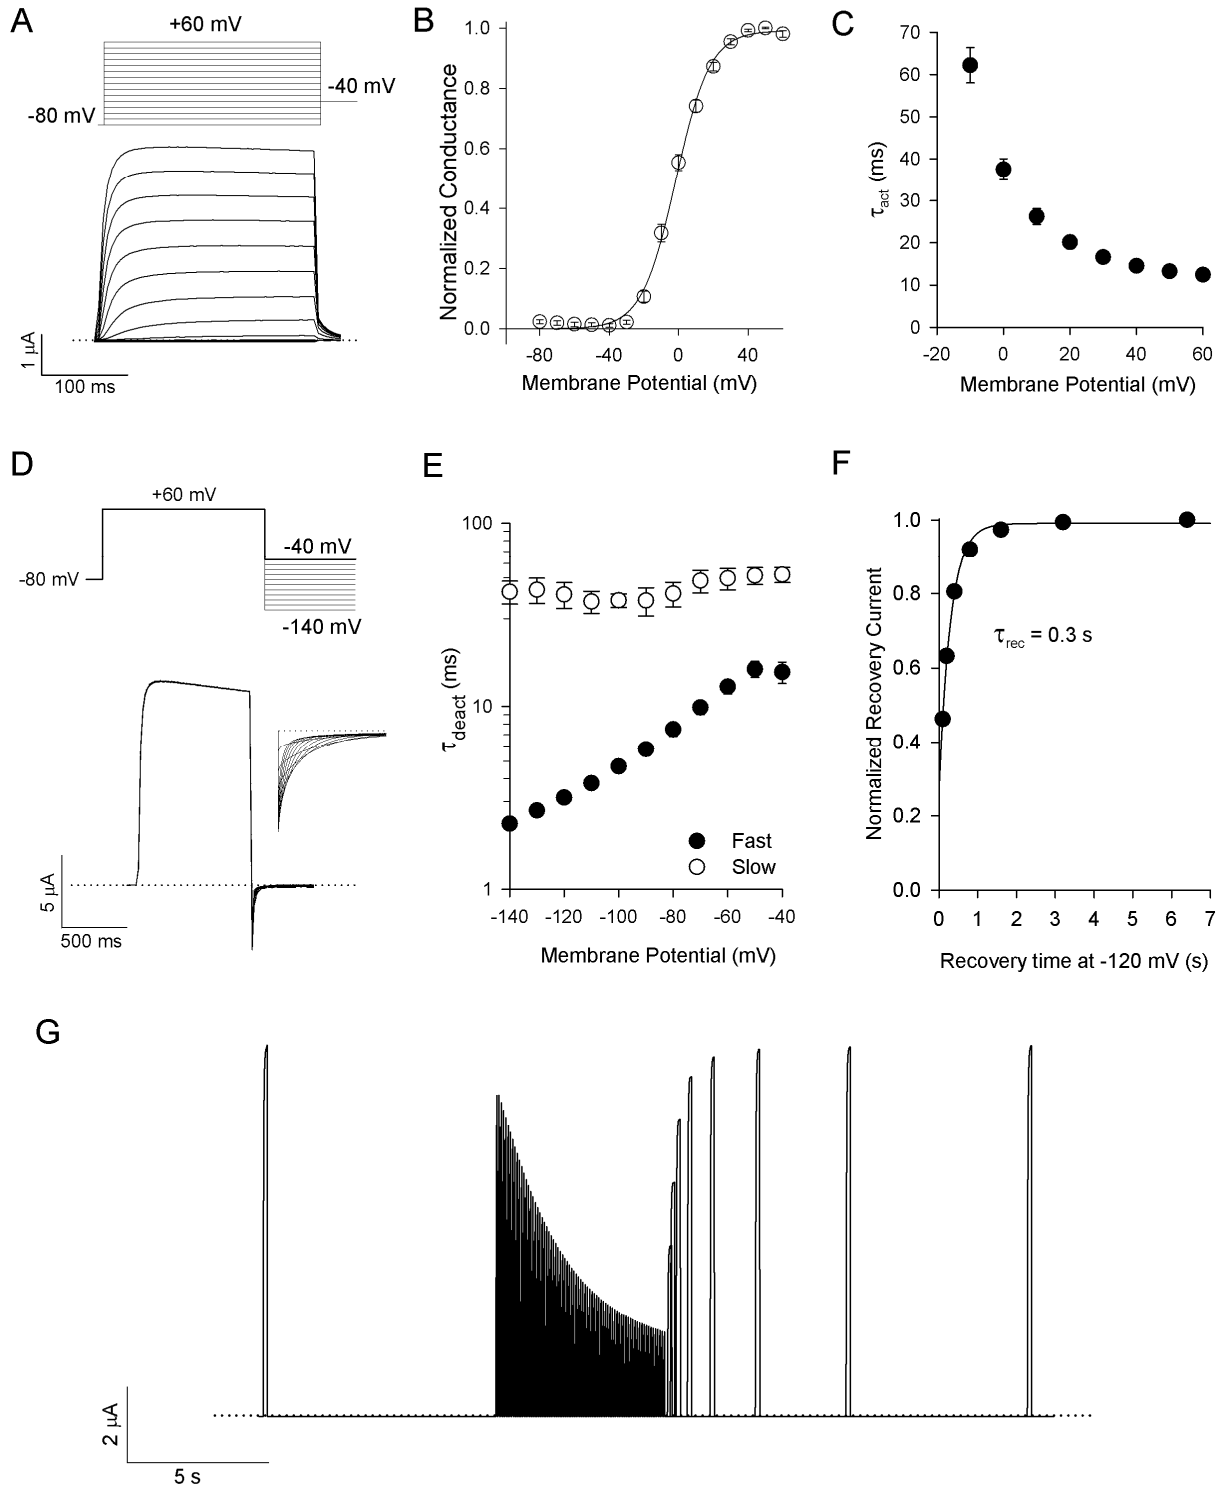 A
+60 mV
-40 mV
-80 mV
1 µA
100 ms
B
Normalized Conductance
1.0
0.8
0.6
0.4
0.2
0.0
-80 -40 0 40
Membrane Potential (mV)
C
τact (ms)
70
60
50
40
30
20
10
0
-20 0 20 40 60
Membrane Potential (mV)
D
+60 mV
-40 mV
-80 mV
-140 mV
5 µA
500 ms
E
τdeact (ms)
100
10
1
Fast
Slow
-140 -120 -100 -80 -60 -40
Membrane Potential (mV)
F
Normalized Recovery Current
1.0
0.8
0.6
0.4
0.2
0.0
τrec = 0.3 s
0 1 2 3 4 5 6 7
Recovery time at -120 mV (s)
G
2 µA
5 s